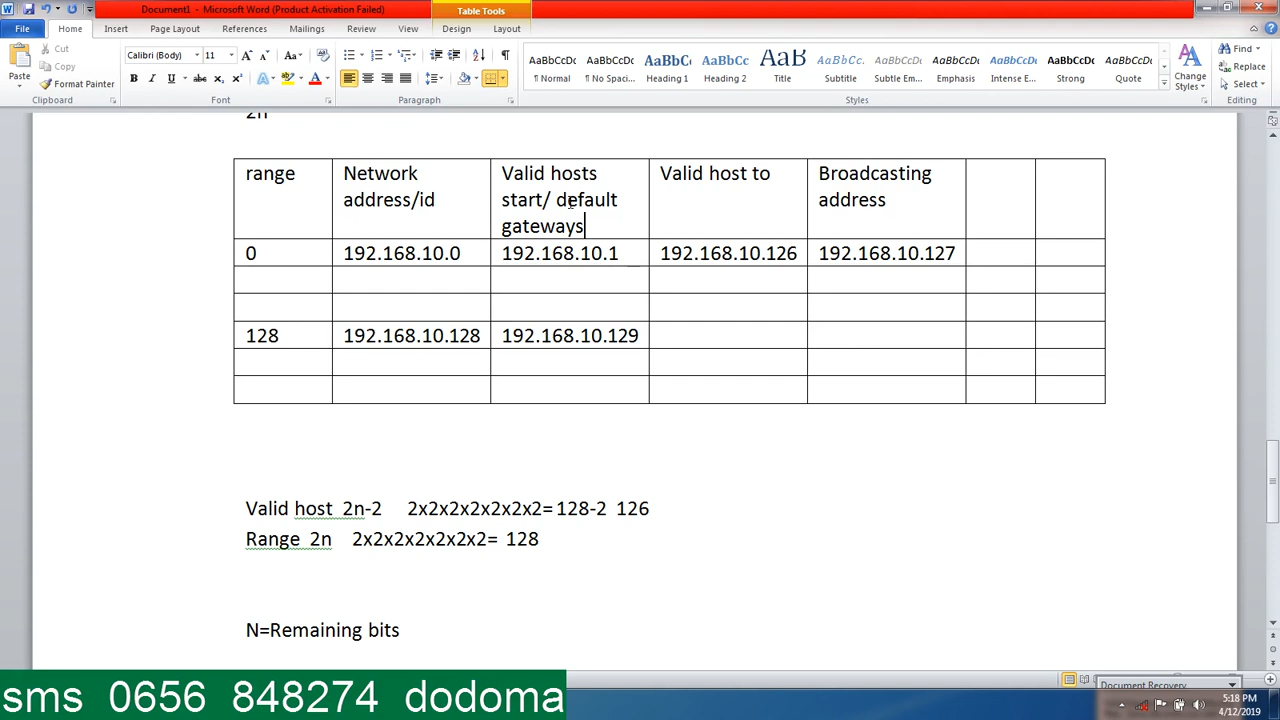 Document1 - Microsoft Word (Product Activation Failed)
Table Tools
File Home Insert Page Layout References Mailings Review View Design Layout
Paste
Cut
Copy
Format Painter
Clipboard
Calibri (Body) 11
Font
Paragraph
AaBbCcDc AaBbCcDc AaBbCc AaBbCc AaB AaBbCc. AaBbCcDc AaBbCcDc AaBbCcDc AaBbCcDc AaBbCcDc
¶ Normal ¶ No Spaci... Heading 1 Heading 2 Title Subtitle Subtle Em... Emphasis Intense E... Strong Quote
Styles
Change
Styles
Find
Replace
Select
Editing
2n
range
Network
address/id
Valid hosts
start/ default
gateways
Valid host to
Broadcasting
address
0 192.168.10.0 192.168.10.1 192.168.10.126 192.168.10.127
128 192.168.10.128 192.168.10.129
Valid host 2n-2 2x2x2x2x2x2x2=128-2 126
Range 2n 2x2x2x2x2x2x2= 128
N=Remaining bits
sms 0656 848274 dodoma
Document Recovery
5:18 PM
4/12/2019